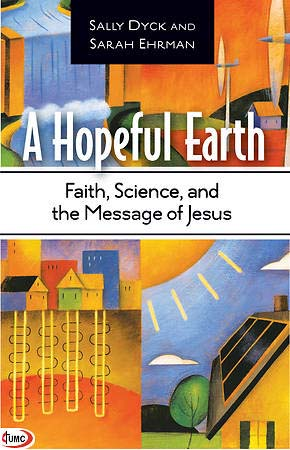 Sally Dyck and
Sarah Ehrman
A Hopeful Earth
Faith, Science, and
the Message of Jesus
UMC